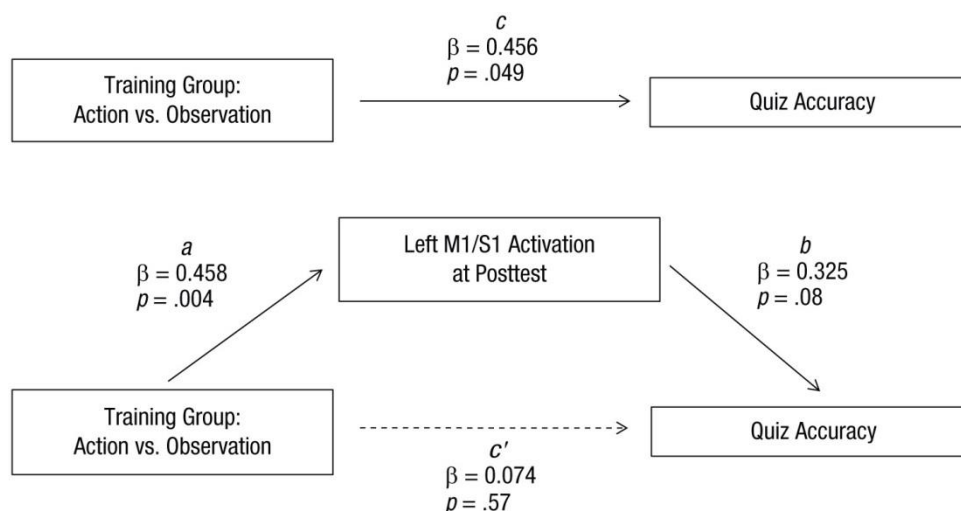 c
β = 0.456
p = .049
Training Group:
Action vs. Observation
Quiz Accuracy
a
β = 0.458
p = .004
Left M1/S1 Activation
at Posttest
b
β = 0.325
p = .08
Training Group:
Action vs. Observation
Quiz Accuracy
c'
β = 0.074
p = .57